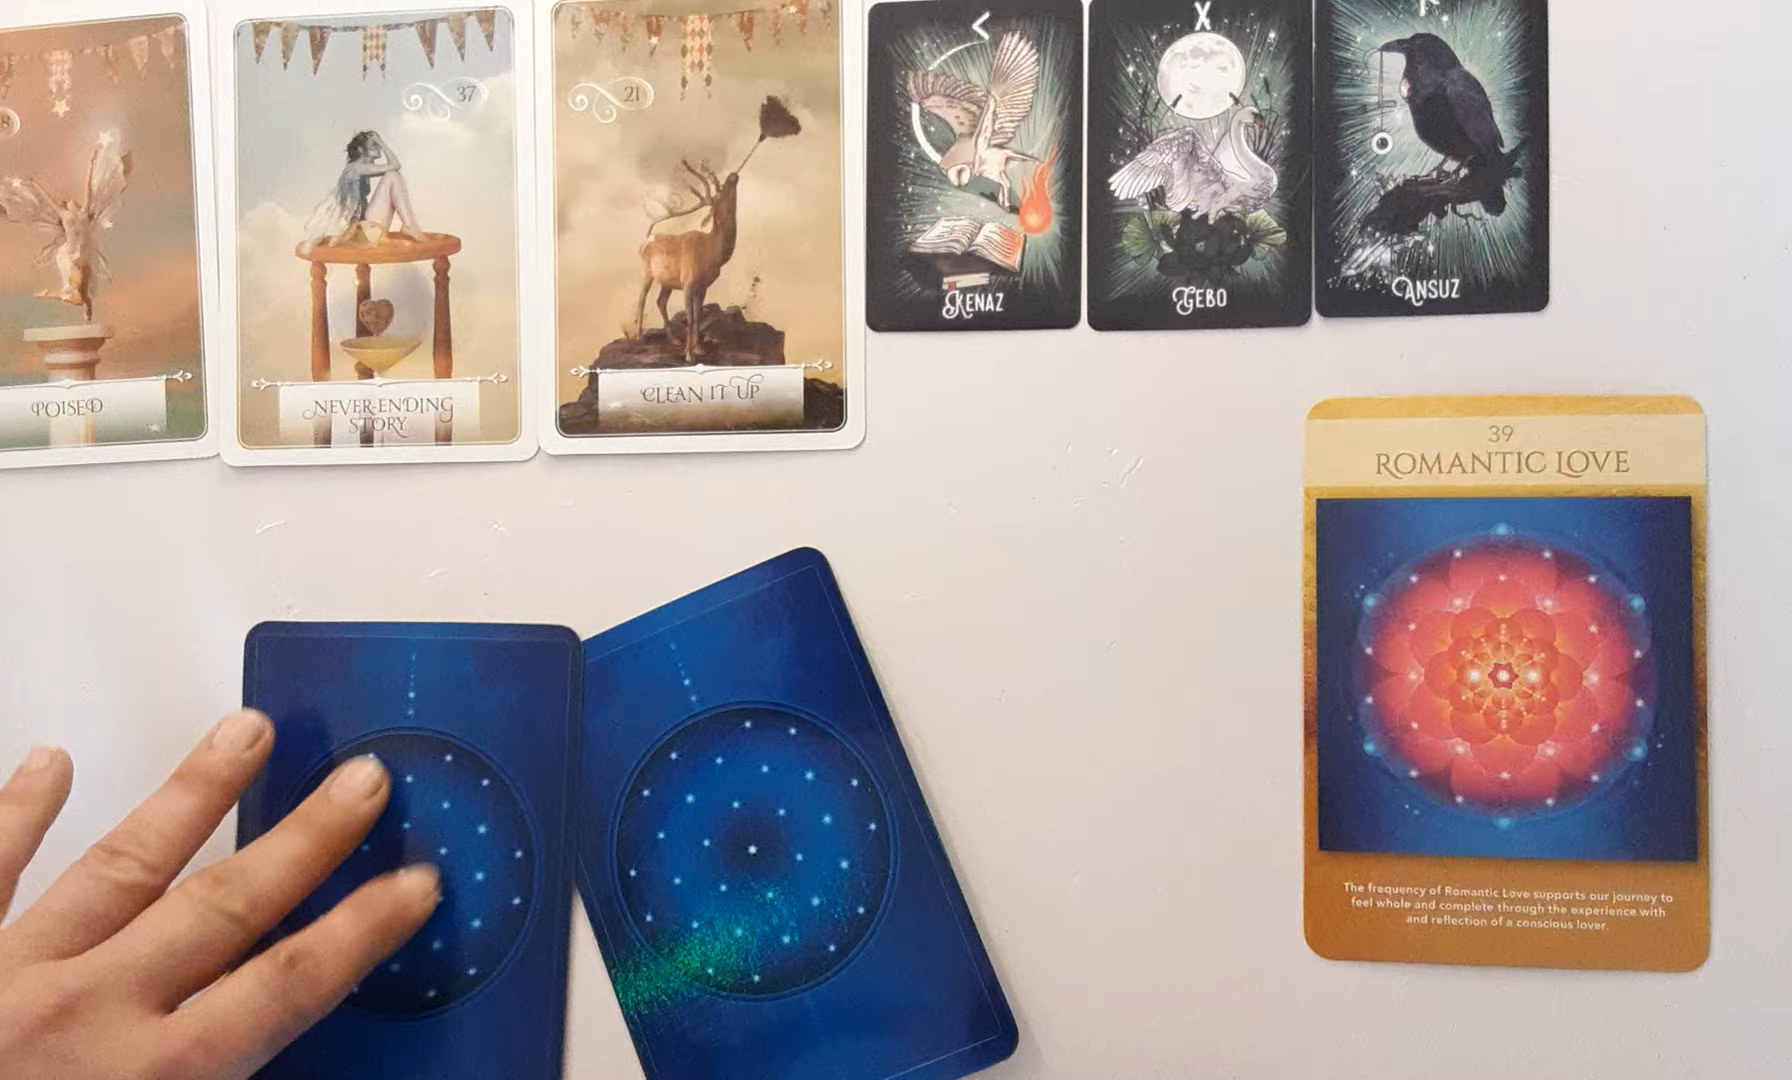 8
POISED
37
NEVER-ENDING
STORY
21
CLEAN IT UP
KENAZ
GEBO
ANSUZ
39
ROMANTIC LOVE
The frequency of Romantic Love supports our journey to
feel whole and complete through the experience with
and reflection of a conscious lover.